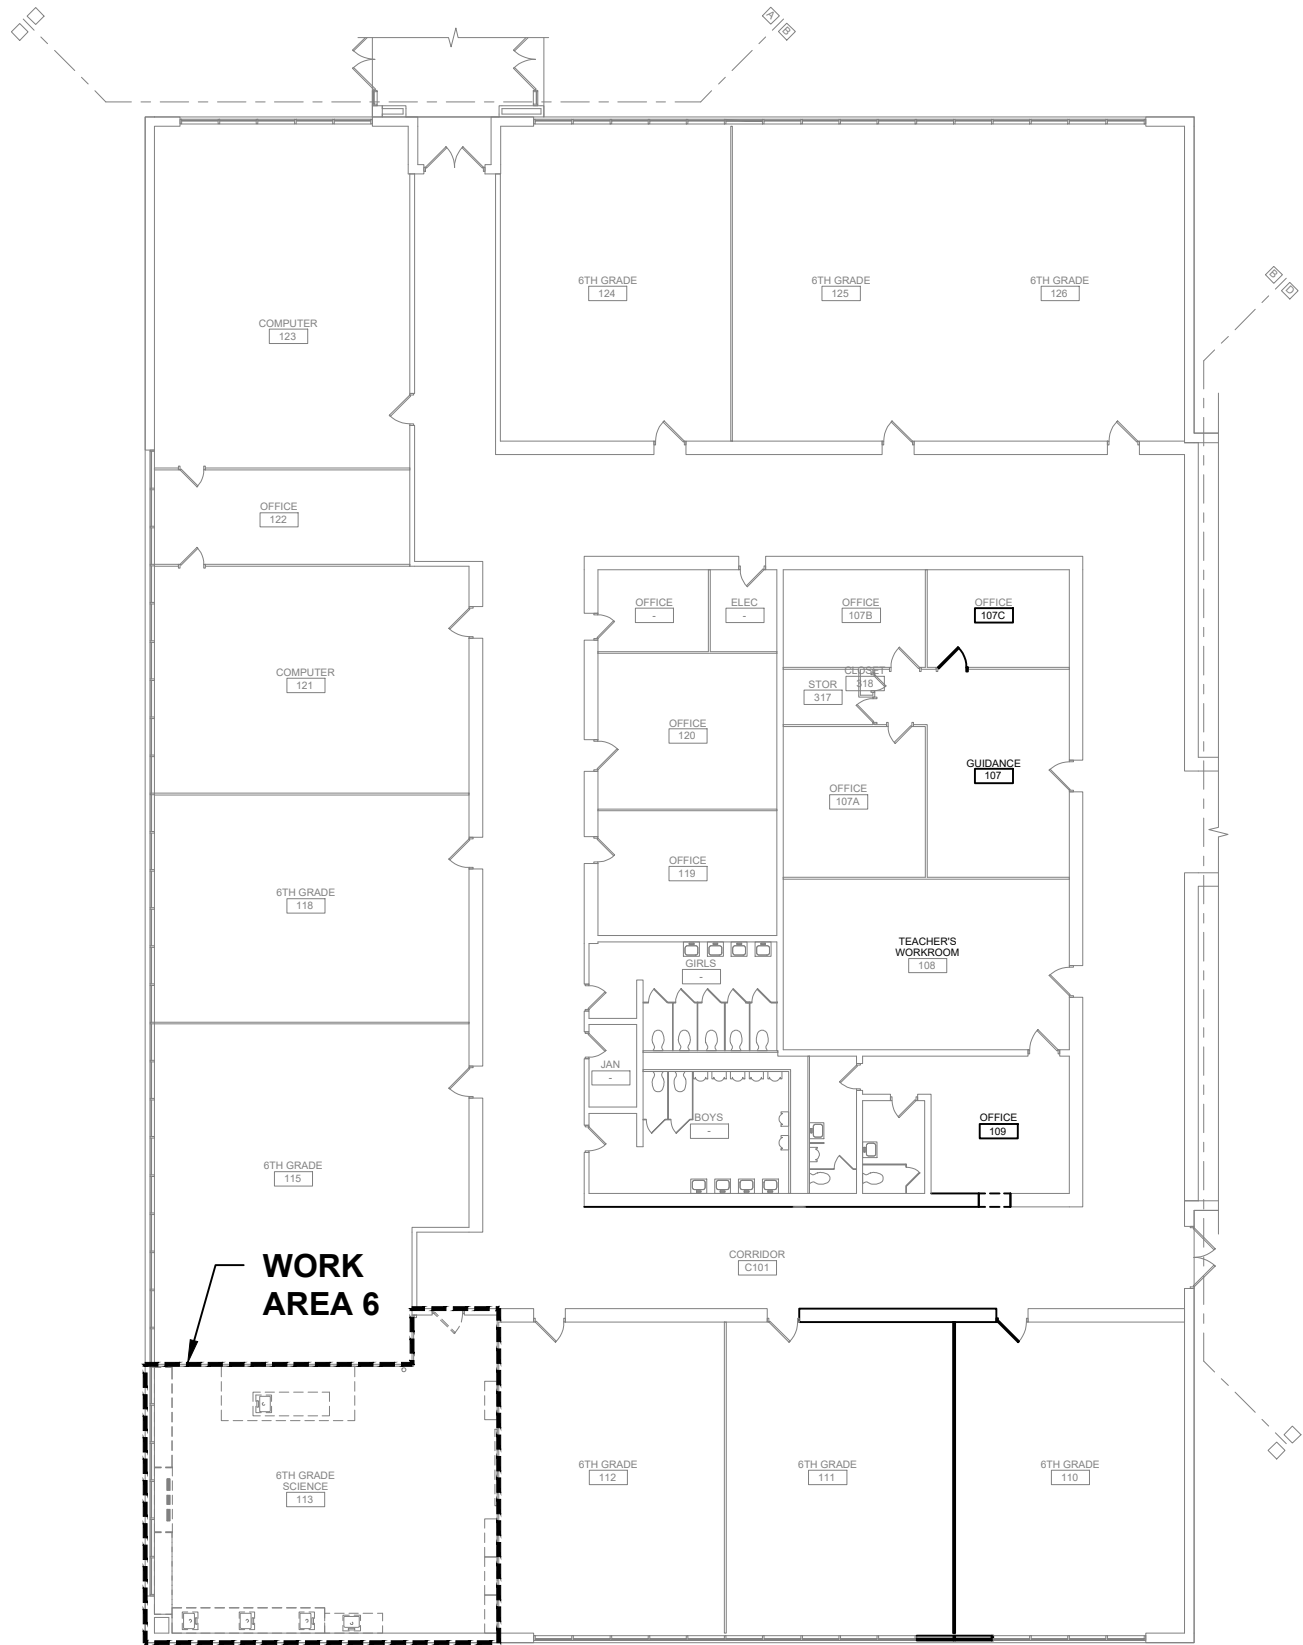 A
B
B
D
6TH GRADE
124
6TH GRADE
125
6TH GRADE
126
COMPUTER
123
OFFICE
122
OFFICE
-
ELEC
-
OFFICE
107B
OFFICE
107C
COMPUTER
121
CLOSET
318
STOR
317
OFFICE
120
GUIDANCE
107
OFFICE
107A
OFFICE
119
6TH GRADE
118
TEACHER'S
WORKROOM
108
GIRLS
-
JAN
-
BOYS
-
OFFICE
109
6TH GRADE
115
CORRIDOR
C101
WORK
AREA 6
6TH GRADE
SCIENCE
113
6TH GRADE
112
6TH GRADE
111
6TH GRADE
110